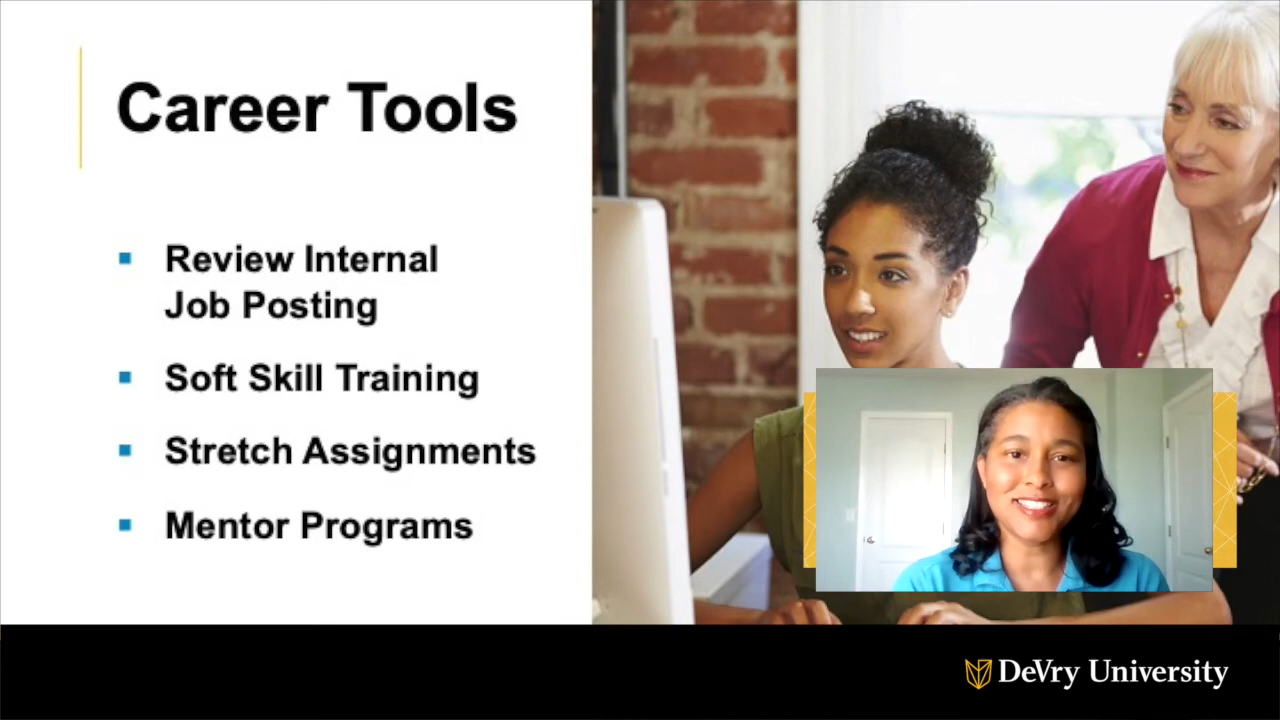 Career Tools
Review Internal
Job Posting
Soft Skill Training
Stretch Assignments
Mentor Programs
DeVry University